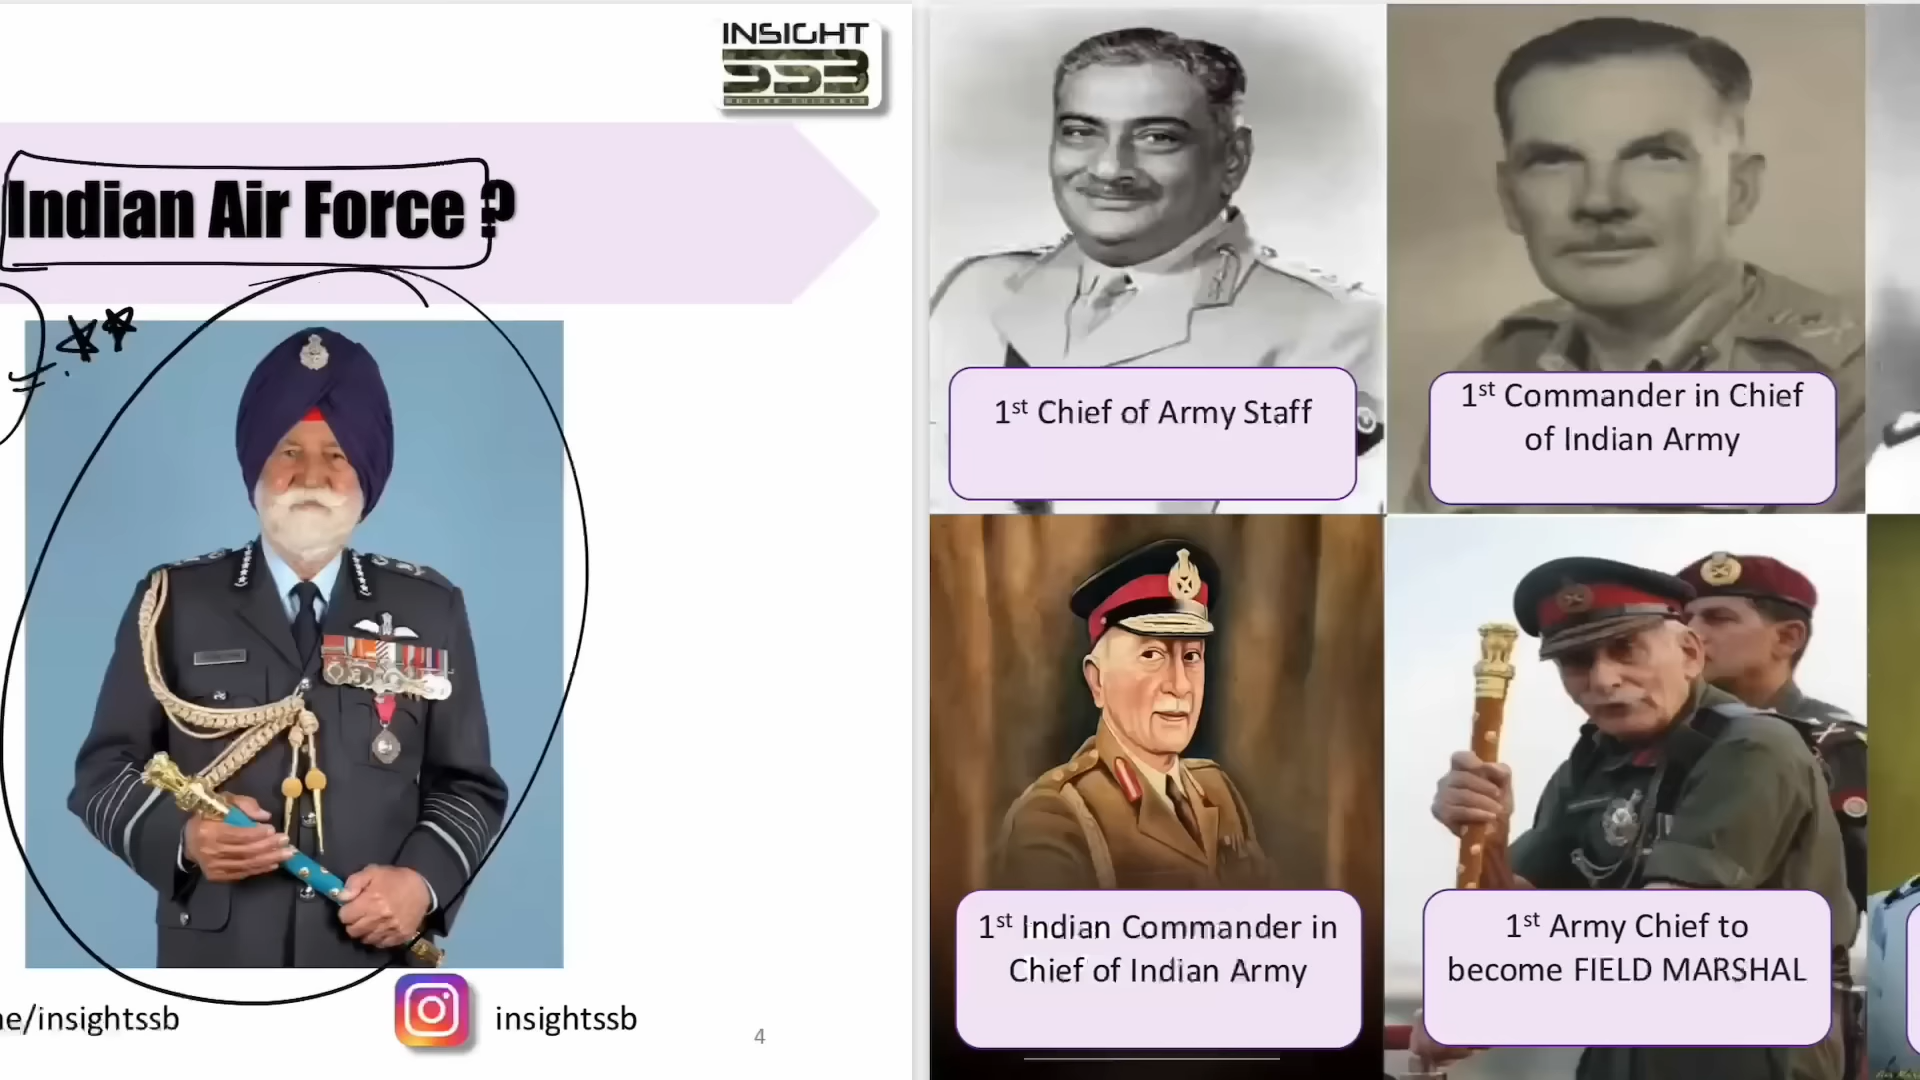 INSIGHT
SSB
Indian Air Force ?
insightssb
4
1st Chief of Army Staff
1st Commander in Chief
of Indian Army
1st Indian Commander in
Chief of Indian Army
1st Army Chief to
become FIELD MARSHAL
e/insightssb